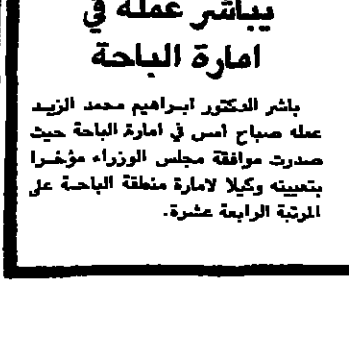 يباشر عمله في
امارة الباحة
باشر الدكتور ابراهيم محمد الزيد
عمله صباح امس في امارة الباحة حيث
صدرت موافقة مجلس الوزراء مؤخرا
بتعيينه وكيلا لامارة منطقة الباحة على
المرتبة الرابعة عشرة.